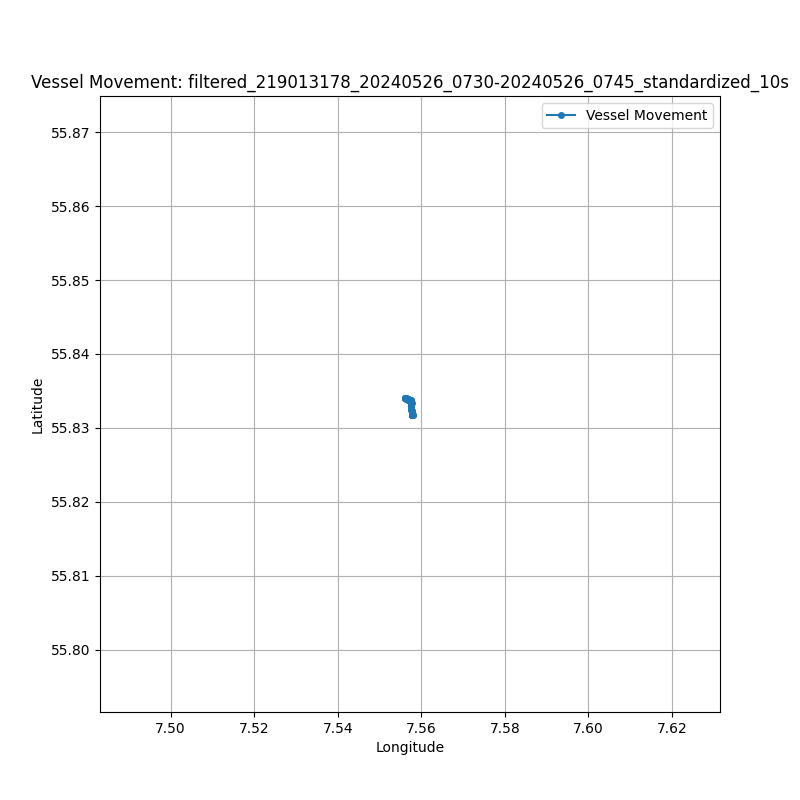 Vessel Movement: filtered_219013178_20240526_0730-20240526_0745_standardized_10s
Vessel Movement
55.87
55.86
55.85
55.84
55.83
55.82
55.81
55.80
Latitude
7.50 7.52 7.54 7.56 7.58 7.60 7.62
Longitude